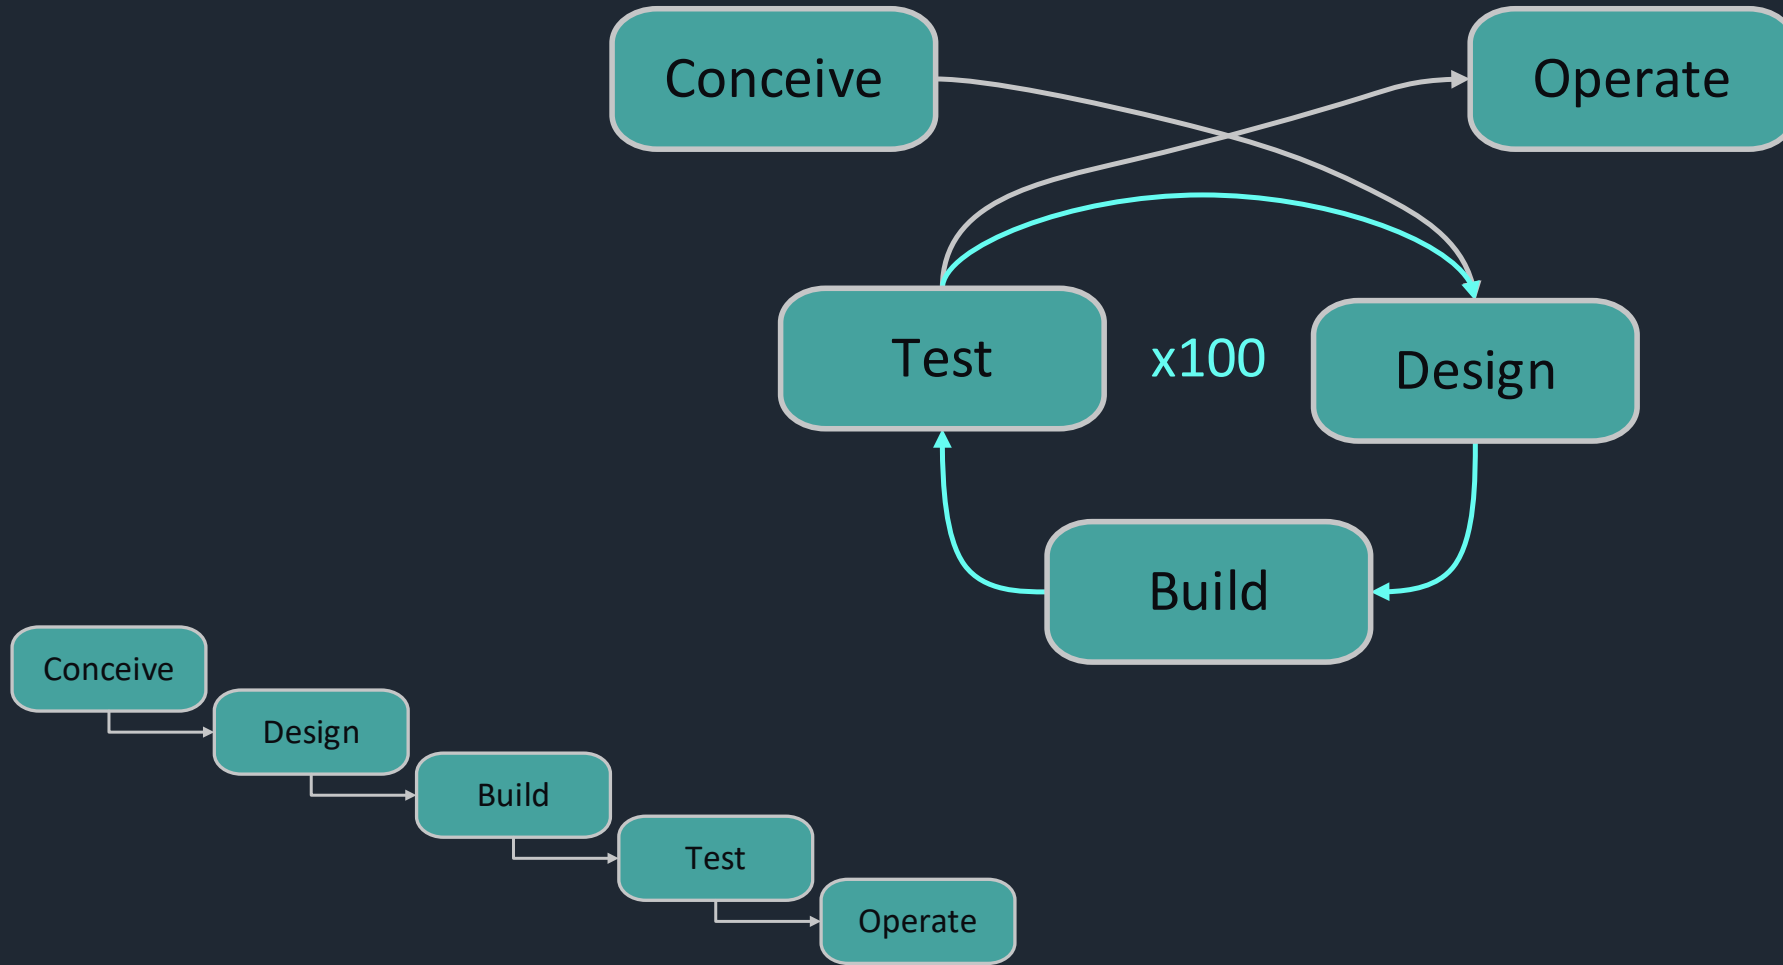 Conceive
Operate
Test
x100
Design
Build
Conceive
Design
Build
Test
Operate